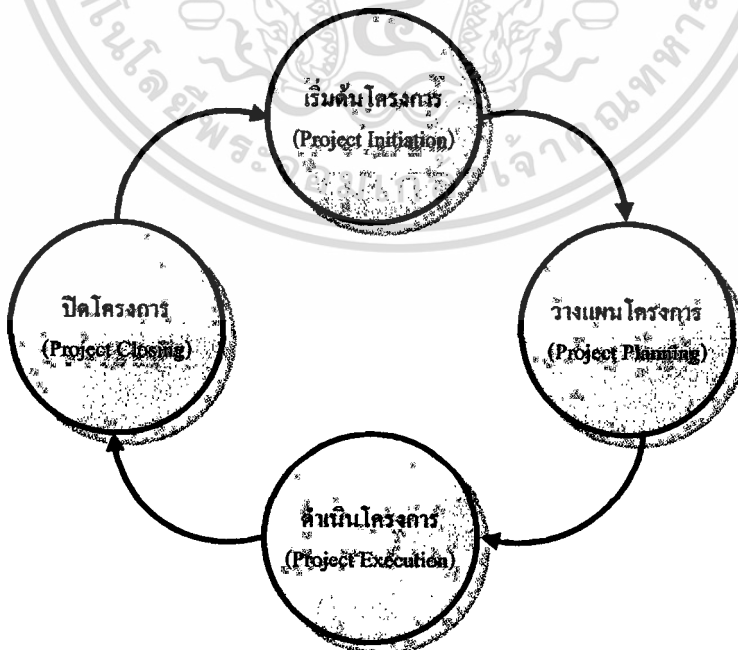 เริ่มต้นโครงการ
(Project Initiation)
วางแผนโครงการ
(Project Planning)
ดำเนินโครงการ
(Project Execution)
ปิดโครงการ
(Project Closing)